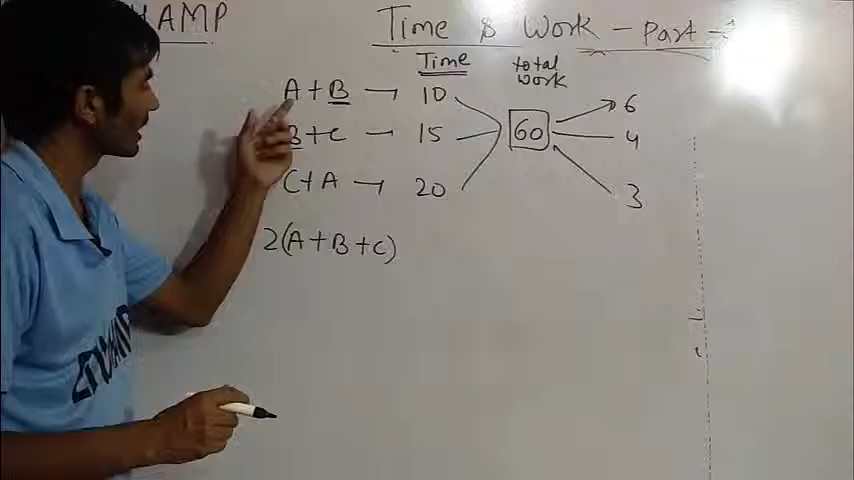 HAMP
Time & Work - Part -
Time total work
A + B → 10 60 6
B + C - 15 4
C + A → 20 3
2(A + B + C)